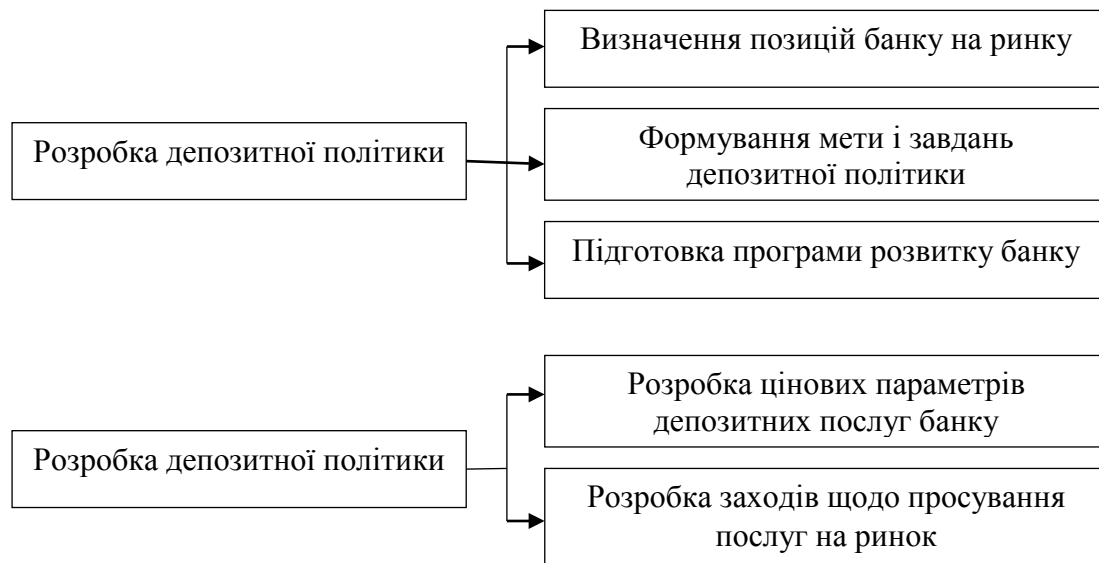 Визначення позицій банку на ринку
Розробка депозитної політики
Формування мети і завдань
депозитної політики
Підготовка програми розвитку банку
Розробка цінових параметрів
депозитних послуг банку
Розробка депозитної політики
Розробка заходів щодо просування
послуг на ринок